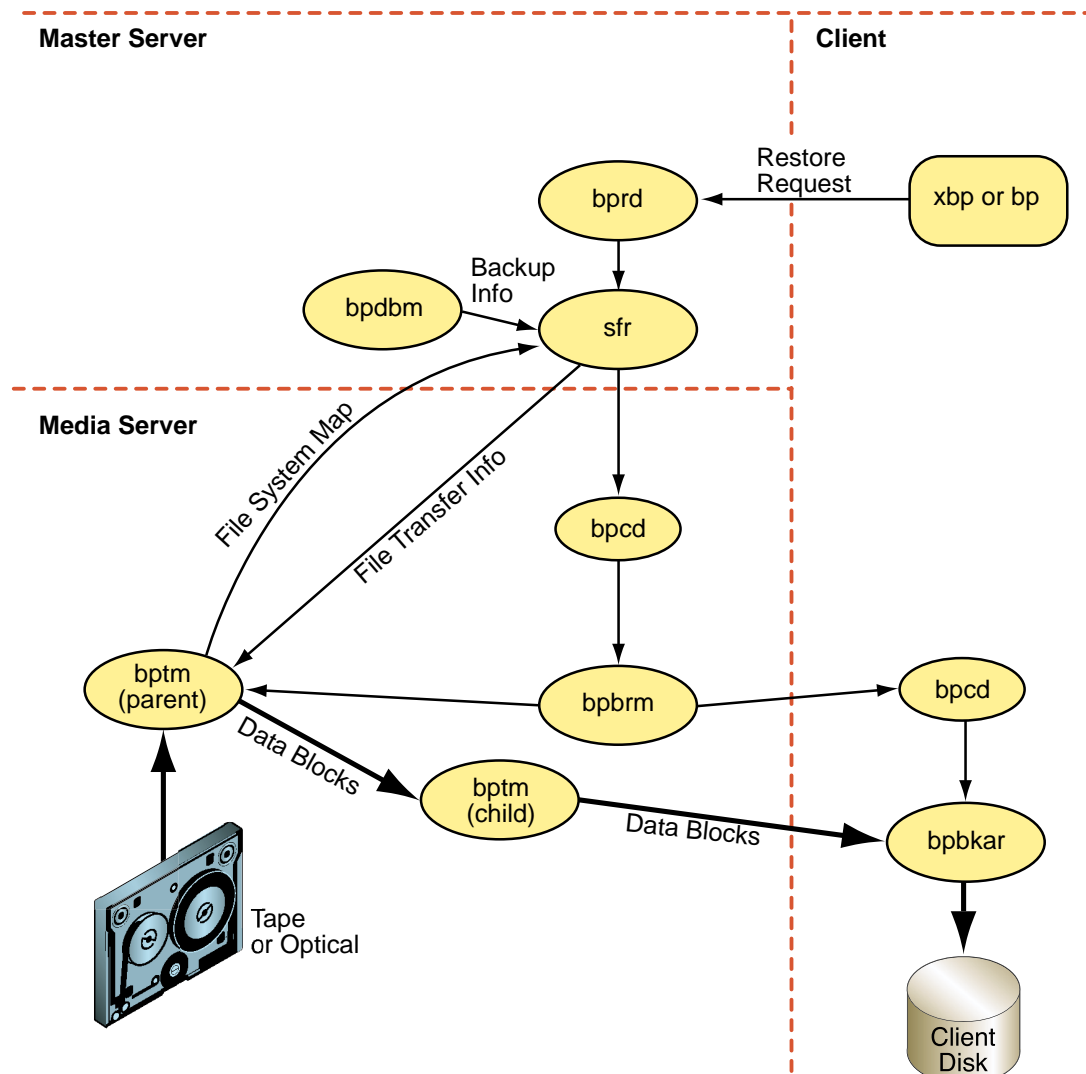 Master Server
Client
Restore
Request
xbp or bp
bprd
Backup
Info
bpdbm
sfr
Media Server
File System Map
File Transfer Info
bpcd
bptm
(parent)
bpbrm
bpcd
Data Blocks
bptm
(child)
Data Blocks
bpbkar
Tape
or Optical
Client
Disk